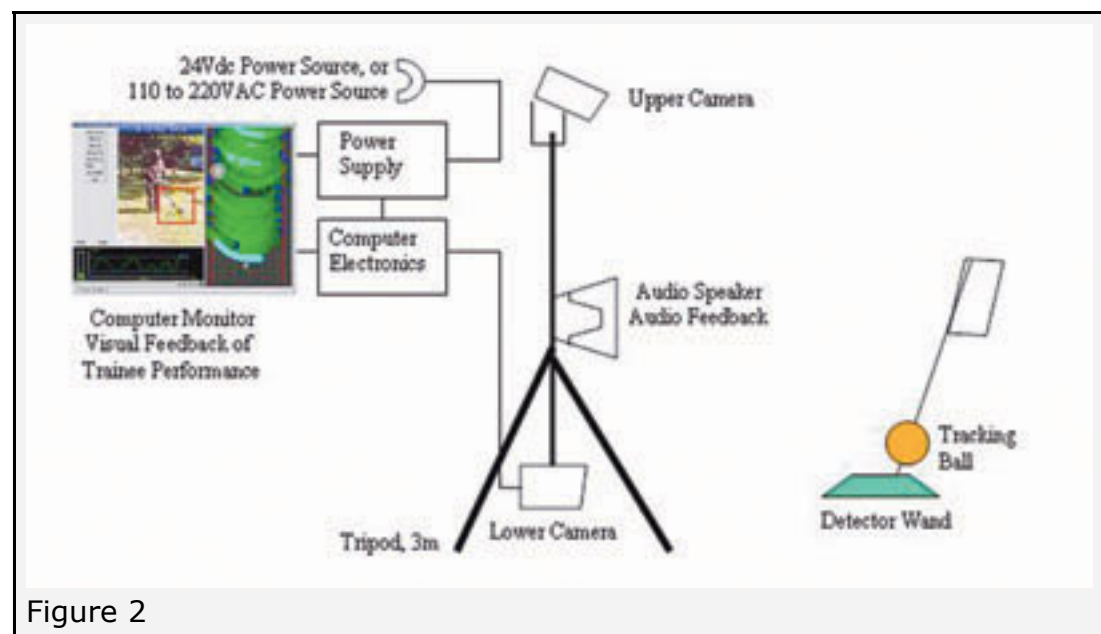 24Vdc Power Source, or
110 to 220VAC Power Source
Upper Camera
Power
Supply
Computer
Electronics
Audio Speaker
Audio Feedback
Computer Monitor
Visual Feedback of
Trainee Performance
Tracking
Ball
Detector Wand
Lower Camera
Tripod, 3m
Figure 2